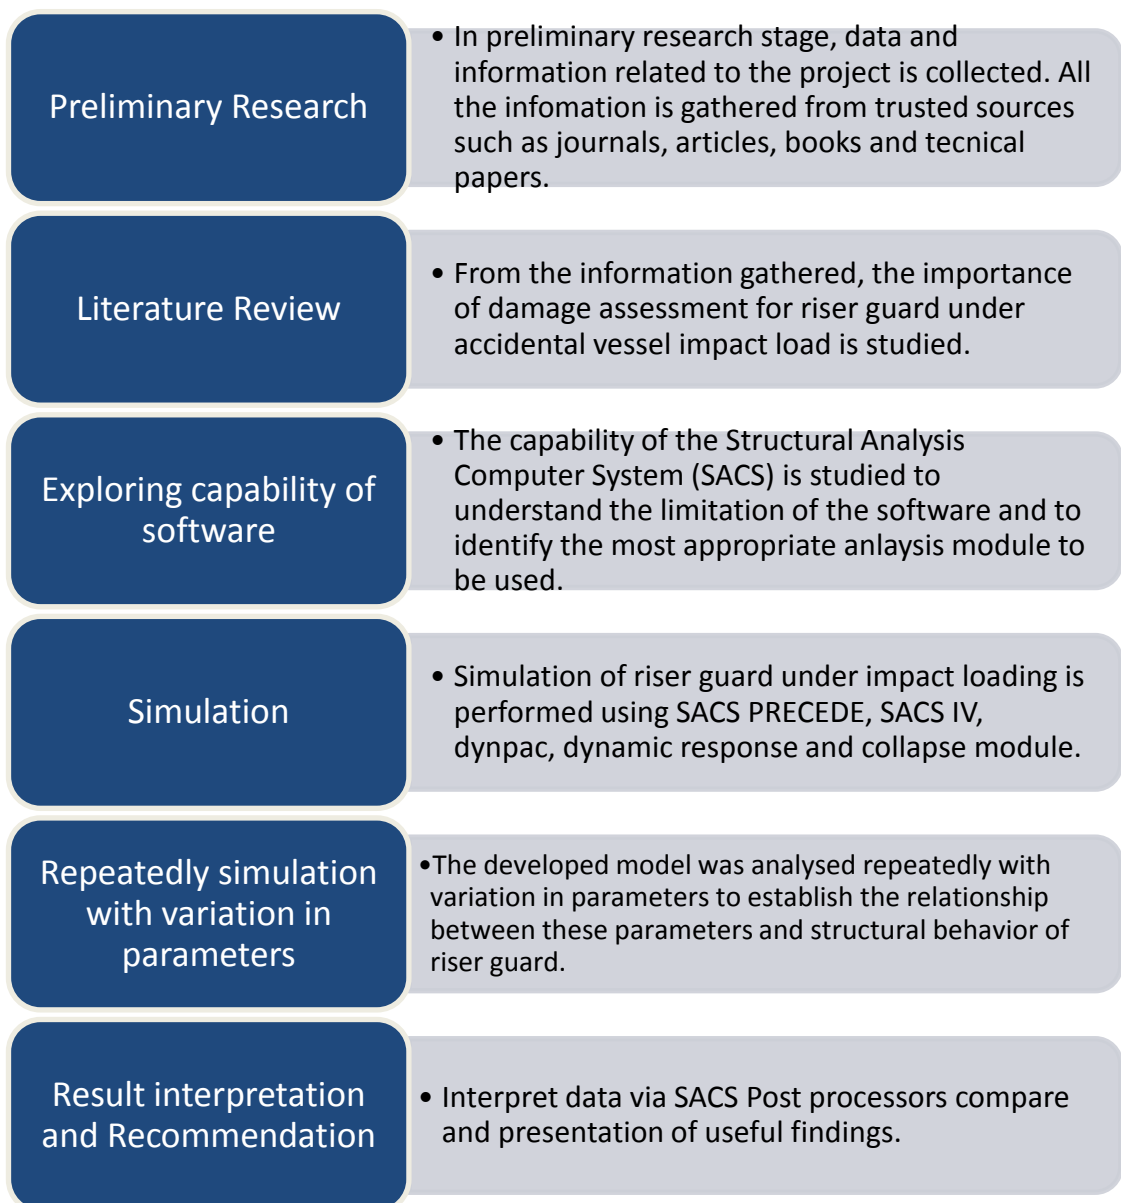 Preliminary Research
• In preliminary research stage, data and
information related to the project is collected. All
the infomation is gathered from trusted sources
such as journals, articles, books and tecnical
papers.
Literature Review
• From the information gathered, the importance
of damage assessment for riser guard under
accidental vessel impact load is studied.
Exploring capability of
software
• The capability of the Structural Analysis
Computer System (SACS) is studied to
understand the limitation of the software and to
identify the most appropriate anlaysis module to
be used.
Simulation
• Simulation of riser guard under impact loading is
performed using SACS PRECEDE, SACS IV,
dynpac, dynamic response and collapse module.
Repeatedly simulation
with variation in
parameters
•The developed model was analysed repeatedly with
variation in parameters to establish the relationship
between these parameters and structural behavior of
riser guard.
Result interpretation
and Recommendation
• Interpret data via SACS Post processors compare
and presentation of useful findings.